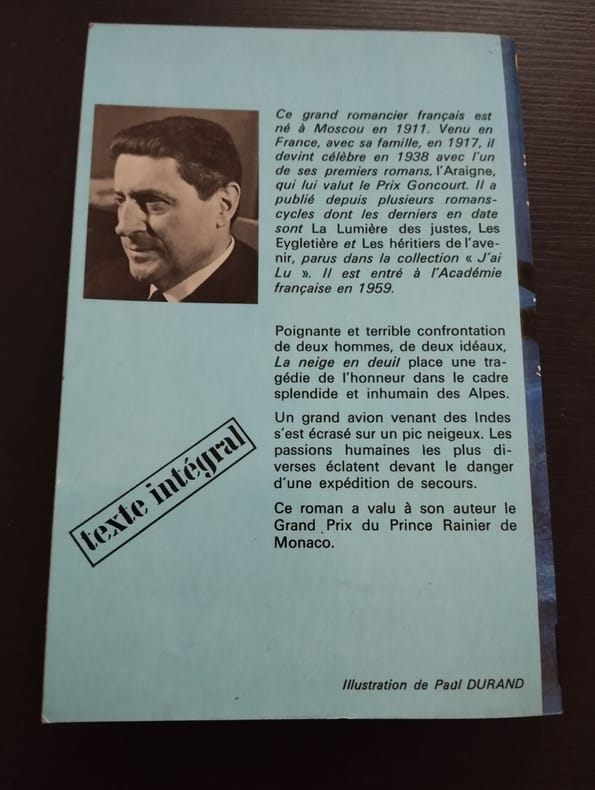 Ce grand romancier français est
né à Moscou en 1911. Venu en
France, avec sa famille, en 1917, il
devint célèbre en 1938 avec l'un
de ses premiers romans, l'Araigne,
qui lui valut le Prix Goncourt. Il a
publié depuis plusieurs romans-
cycles dont les derniers en date
sont La Lumière des justes, Les
Eygletière et Les héritiers de l'ave-
nir, parus dans la collection « J'ai
Lu ». Il est entré à l'Académie
française en 1959.
Poignante et terrible confrontation
de deux hommes, de deux idéaux,
La neige en deuil place une tra-
gédie de l'honneur dans le cadre
splendide et inhumain des Alpes.
Un grand avion venant des Indes
s'est écrasé sur un pic neigeux. Les
passions humaines les plus di-
verses éclatent devant le danger
d'une expédition de secours.
Ce roman a valu à son auteur le
Grand Prix du Prince Rainier de
Monaco.
texte intégral
Illustration de Paul DURAND